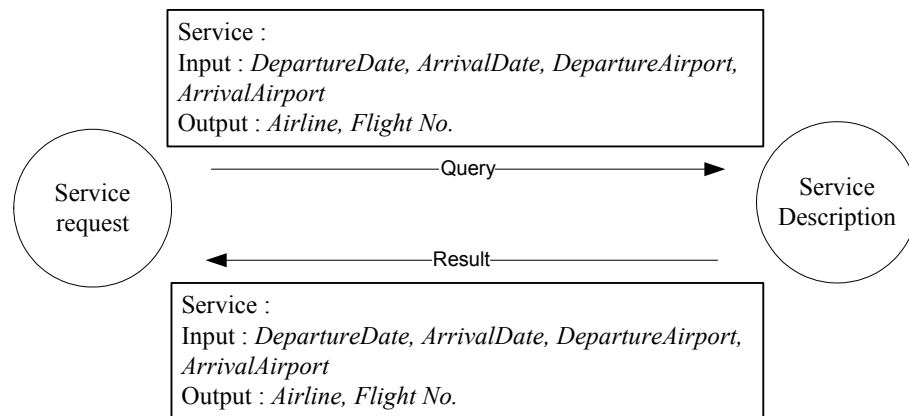 Service :
Input : DepartureDate, ArrivalDate, DepartureAirport,
ArrivalAirport
Output : Airline, Flight No.
Service
request
Query
Service
Description
Result
Service :
Input : DepartureDate, ArrivalDate, DepartureAirport,
ArrivalAirport
Output : Airline, Flight No.